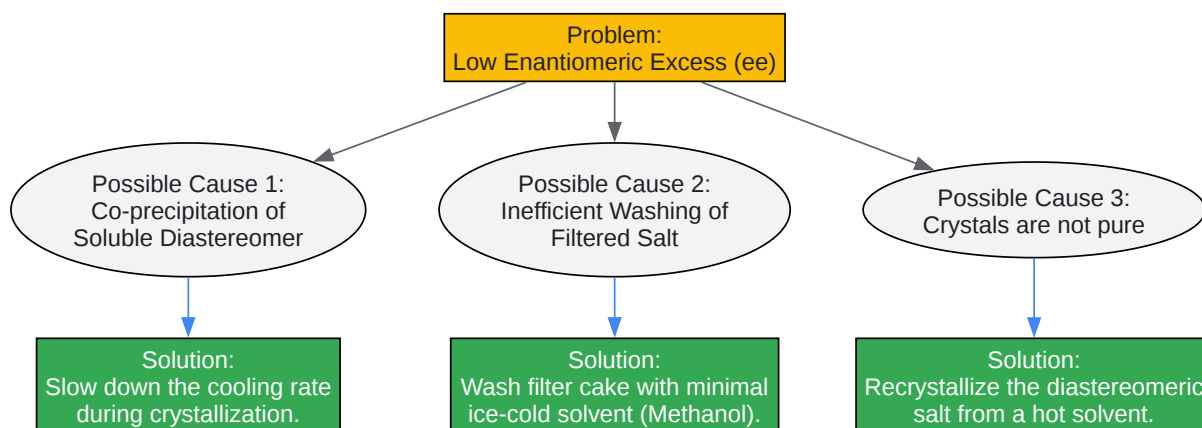 Problem:
Low Enantiomeric Excess (ee)
Possible Cause 1:
Co-precipitation of
Soluble Diastereomer
Possible Cause 2:
Inefficient Washing of
Filtered Salt
Possible Cause 3:
Crystals are not pure
Solution:
Slow down the cooling rate
during crystallization.
Solution:
Wash filter cake with minimal
ice-cold solvent (Methanol).
Solution:
Recrystallize the diastereomeric
salt from a hot solvent.